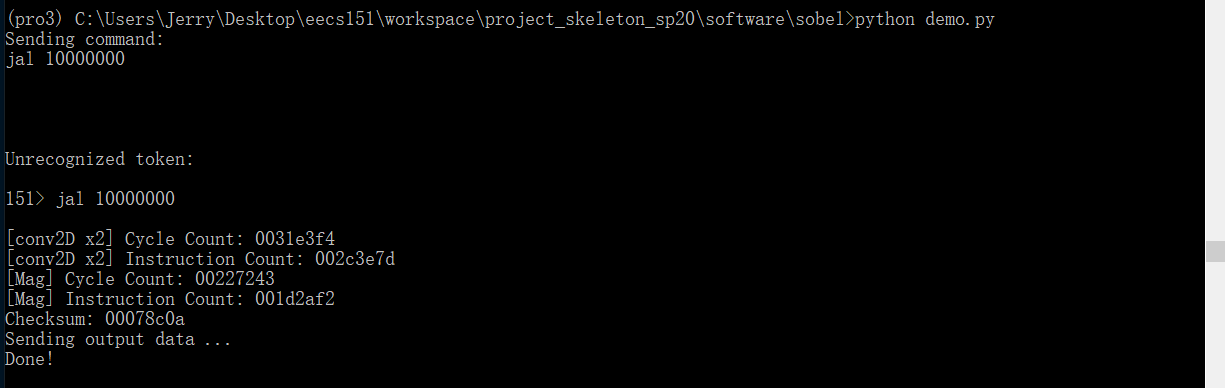 (pro3) C:\Users\Jerry\Desktop\eecs151\workspace\project_skeleton_sp20\software\sobel>python demo.py
Sending command:
jal 10000000
Unrecognized token:
151> jal 10000000
[conv2D x2] Cycle Count: 0031e3f4
[conv2D x2] Instruction Count: 002c3e7d
[Mag] Cycle Count: 00227243
[Mag] Instruction Count: 001d2af2
Checksum: 00078c0a
Sending output data ...
Done!